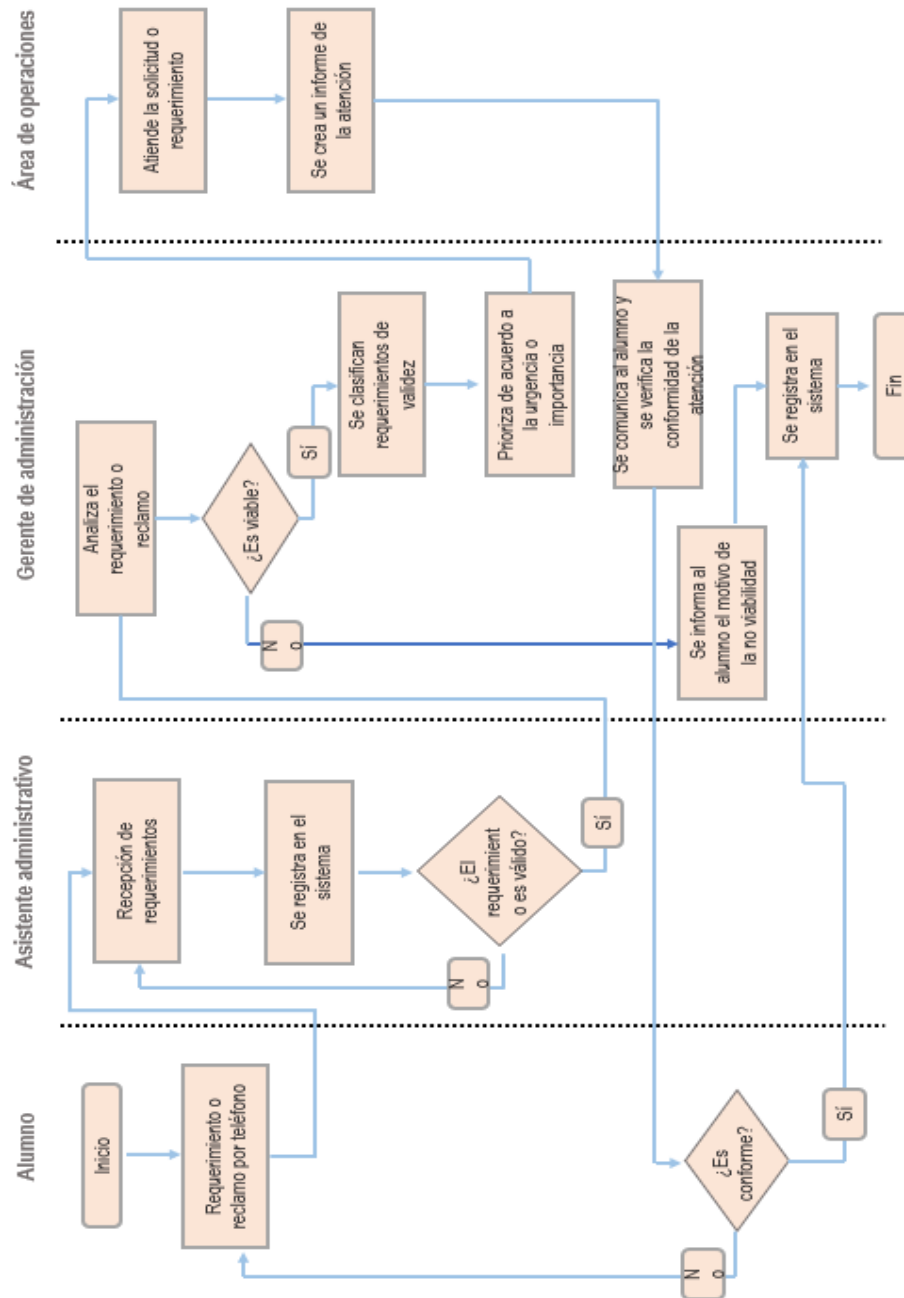 Alumno
Inicio
Requerimiento o
reclamo por teléfono
¿Es
conforme?
N
o
Sí
Asistente administrativo
Recepción de
requerimientos
Se registra en el
sistema
¿El
requerimient
o es válido?
N
o
Sí
Gerente de administración
Analiza el
requerimiento o
reclamo
¿Es viable?
Sí
N
o
Se clasifican
requerimientos de
validez
Prioriza de acuerdo a
la urgencia o
importancia
Se comunica al alumno y
se verifica la
conformidad de la
atención
Se informa al
alumno el motivo de
la no viabilidad
Se registra en el
sistema
Fin
Área de operaciones
Atiende la solicitud o
requerimiento
Se crea un informe de
la atención